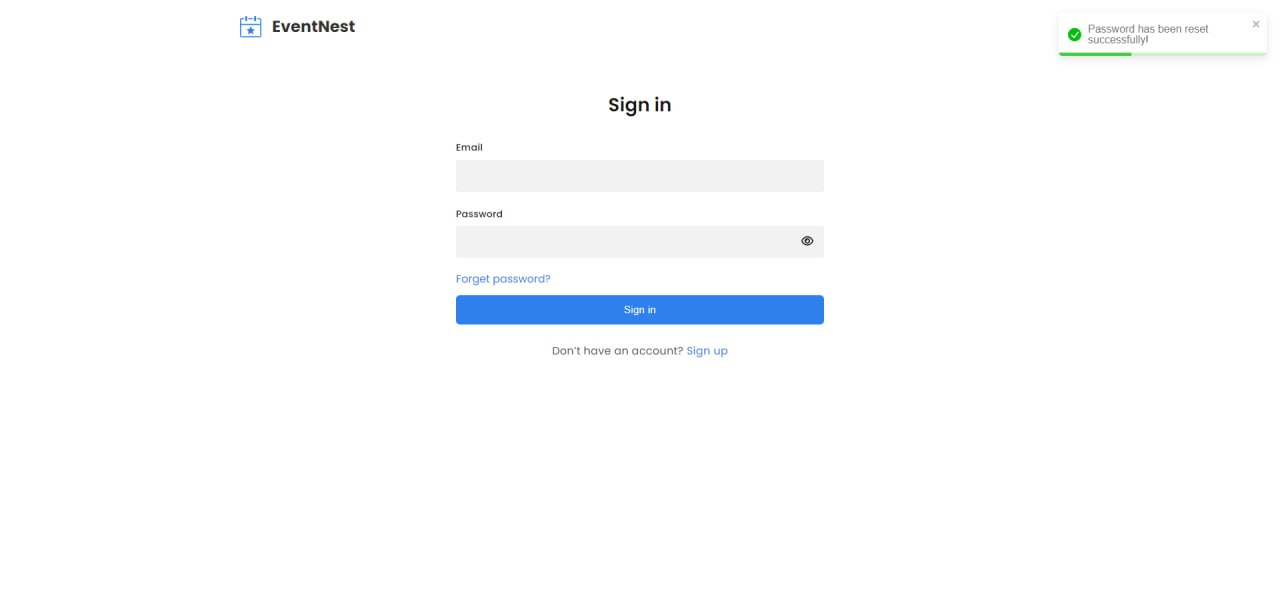 EventNest
Password has been reset
successfully!
Sign in
Email
Password
Forget password?
Sign in
Don't have an account? Sign up